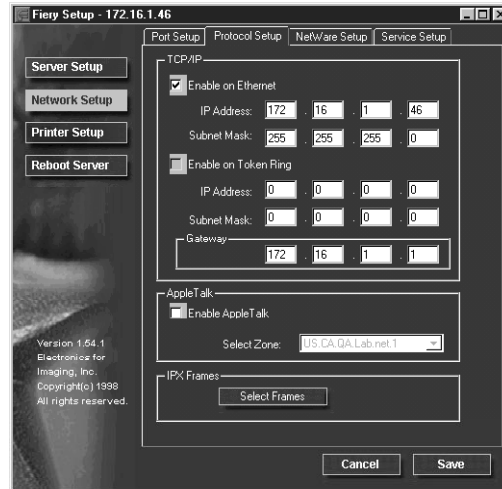 Fiery Setup - 172.16.1.46
Port Setup Protocol Setup NetWare Setup Service Setup
Server Setup
Network Setup
Printer Setup
Reboot Server
TCP/IP
Enable on Ethernet
IP Address: 172 . 16 . 1 . 46
Subnet Mask: 255 . 255 . 255 . 0
Enable on Token Ring
IP Address: 0 . 0 . 0 . 0
Subnet Mask: 0 . 0 . 0 . 0
Gateway
172 . 16 . 1 . 1
AppleTalk
Enable AppleTalk
Select Zone: US.CA.QA.Lab.net.1
IPX Frames
Select Frames
Version 1.54.1
Electronics for
Imaging, Inc.
Copyright(c) 1998
All rights reserved.
Cancel Save